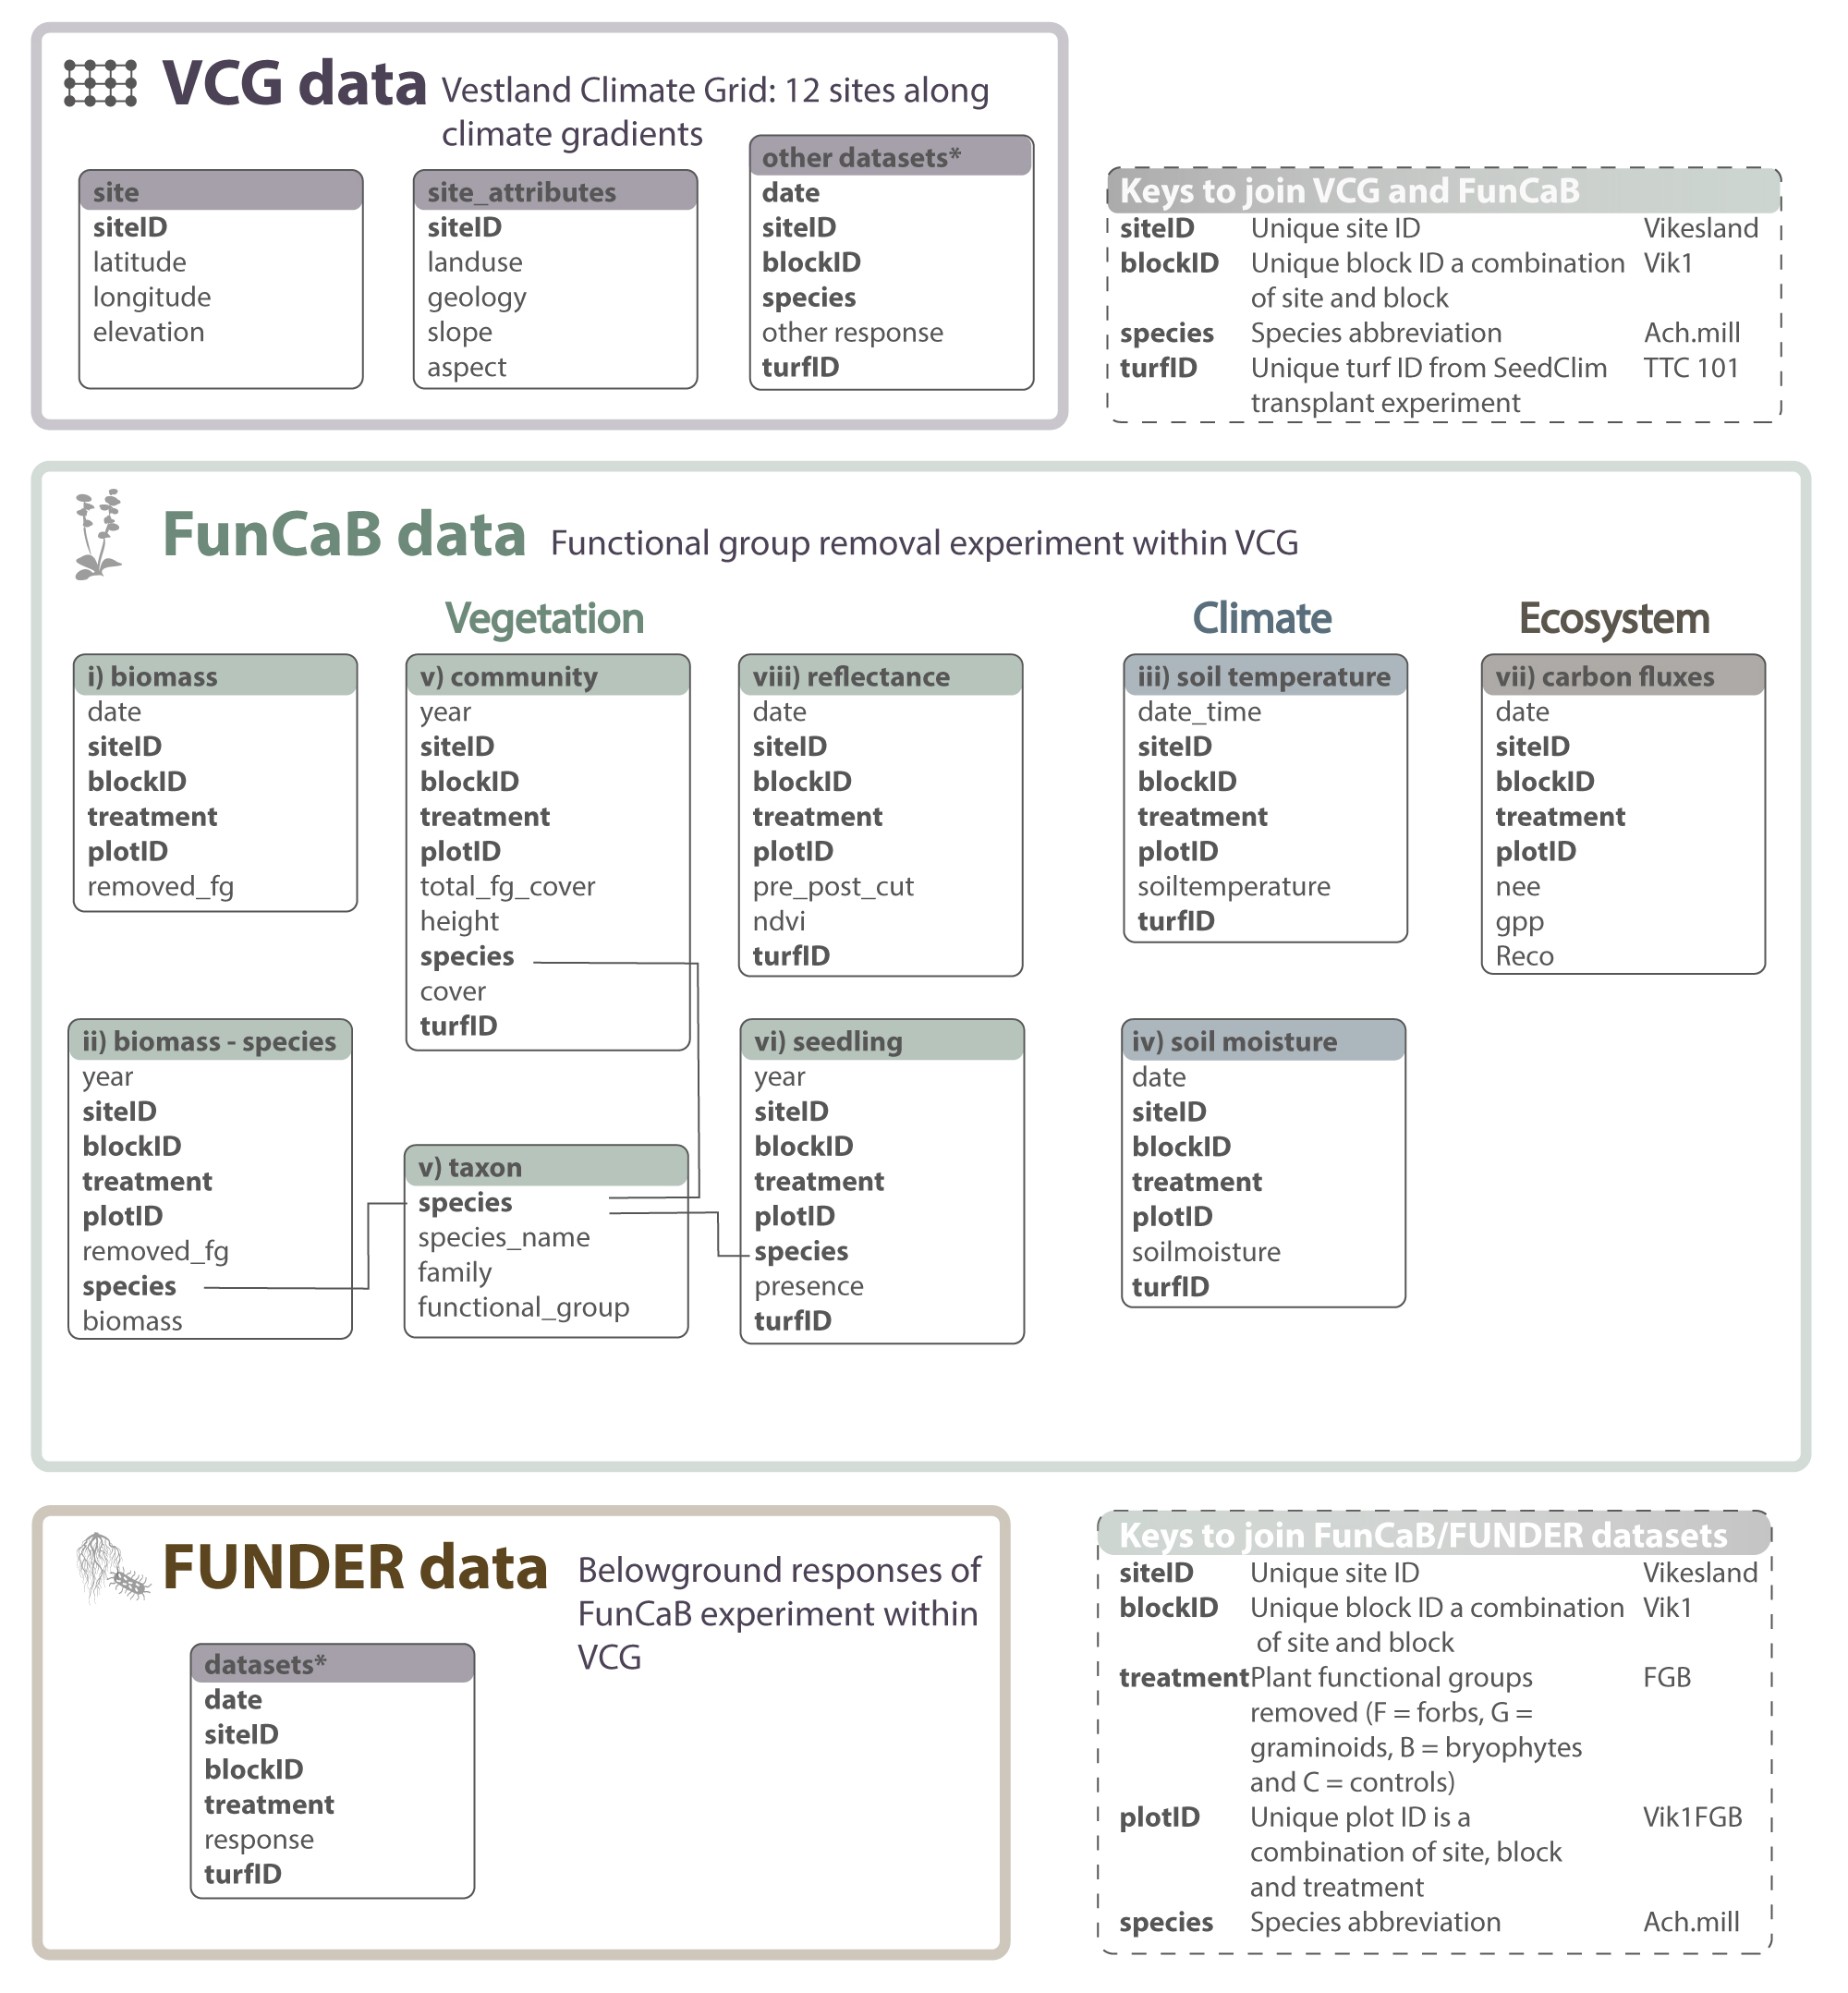 VCG data
Vestland Climate Grid: 12 sites along
climate gradients
site
siteID
latitude
longitude
elevation
site_attributes
siteID
landuse
geology
slope
aspect
other datasets*
date
siteID
blockID
species
other response
turfID
Keys to join VCG and FunCaB
siteID Unique site ID Vikesland
blockID Unique block ID a combination Vik1
of site and block
species Species abbreviation Ach.mill
turfID Unique turf ID from SeedClim TTC 101
transplant experiment
FunCaB data Functional group removal experiment within VCG
Vegetation
i) biomass
date
siteID
blockID
treatment
plotID
removed_fg
v) community
year
siteID
blockID
treatment
plotID
total_fg_cover
height
species
cover
turfID
viii) reflectance
date
siteID
blockID
treatment
plotID
pre_post_cut
ndvi
turfID
ii) biomass - species
year
siteID
blockID
treatment
plotID
removed_fg
species
biomass
v) taxon
species
species_name
family
functional_group
vi) seedling
year
siteID
blockID
treatment
plotID
species
presence
turfID
Climate
iii) soil temperature
date_time
siteID
blockID
treatment
plotID
soiltemperature
turfID
iv) soil moisture
date
siteID
blockID
treatment
plotID
soilmoisture
turfID
Ecosystem
vii) carbon fluxes
date
siteID
blockID
treatment
plotID
nee
gpp
Reco
FUNDER data
Belowground responses of
FunCaB experiment within
VCG
datasets*
date
siteID
blockID
treatment
response
turfID
Keys to join FunCaB/FUNDER datasets
siteID Unique site ID Vikesland
blockID Unique block ID a combination Vik1
of site and block
treatment Plant functional groups FGB
removed (F = forbs, G =
graminoids, B = bryophytes
and C = controls)
plotID Unique plot ID is a Vik1FGB
combination of site, block
and treatment
species Species abbreviation Ach.mill